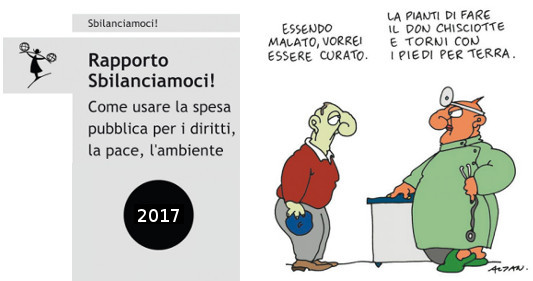 Sbilanciamoci!
Rapporto
Sbilanciamoci!
Come usare la spesa
pubblica per i diritti,
la pace, l'ambiente
2017
ESSENDO
MALATO, VORREI
ESSERE CURATO.
LA PIANTI DI FARE
IL DON CHISCIOTTE
E TORNI CON
I PIEDI PER TERRA.
ALTAN.